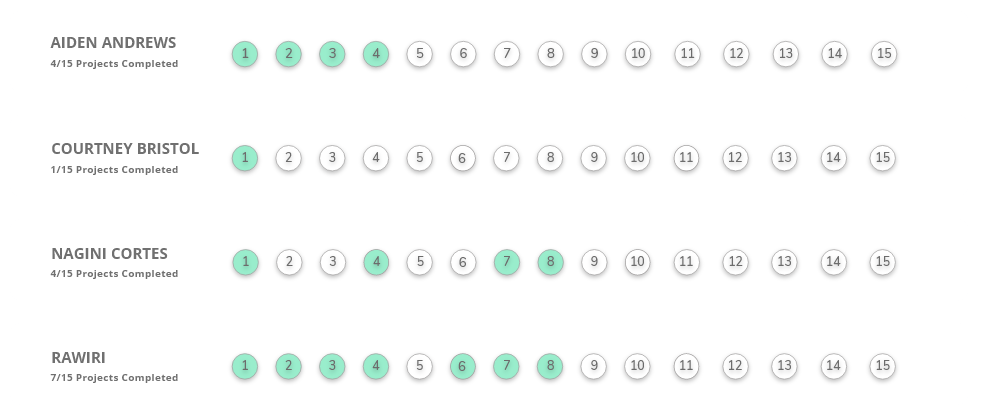 AIDEN ANDREWS
4/15 Projects Completed
1 2 3 4 5 6 7 8 9 10 11 12 13 14 15
COURTNEY BRISTOL
1/15 Projects Completed
1 2 3 4 5 6 7 8 9 10 11 12 13 14 15
NAGINI CORTES
4/15 Projects Completed
1 2 3 4 5 6 7 8 9 10 11 12 13 14 15
RAWIRI
7/15 Projects Completed
1 2 3 4 5 6 7 8 9 10 11 12 13 14 15